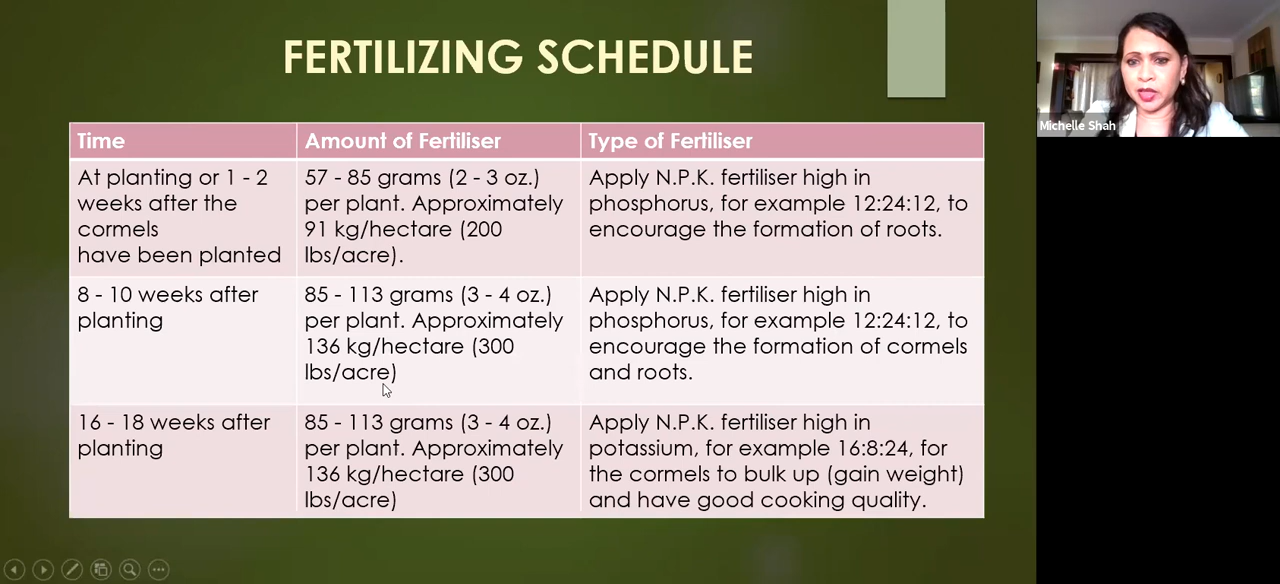 FERTILIZING SCHEDULE
Michelle Shah
Time
Amount of Fertiliser
Type of Fertiliser
At planting or 1 - 2
weeks after the
cormels
have been planted
57 - 85 grams (2 - 3 oz.)
per plant. Approximately
91 kg/hectare (200
lbs/acre).
Apply N.P.K. fertiliser high in
phosphorus, for example 12:24:12, to
encourage the formation of roots.
8 - 10 weeks after
planting
85 - 113 grams (3 - 4 oz.)
per plant. Approximately
136 kg/hectare (300
lbs/acre)
Apply N.P.K. fertiliser high in
phosphorus, for example 12:24:12, to
encourage the formation of cormels
and roots.
16 - 18 weeks after
planting
85 - 113 grams (3 - 4 oz.)
per plant. Approximately
136 kg/hectare (300
lbs/acre)
Apply N.P.K. fertiliser high in
potassium, for example 16:8:24, for
the cormels to bulk up (gain weight)
and have good cooking quality.